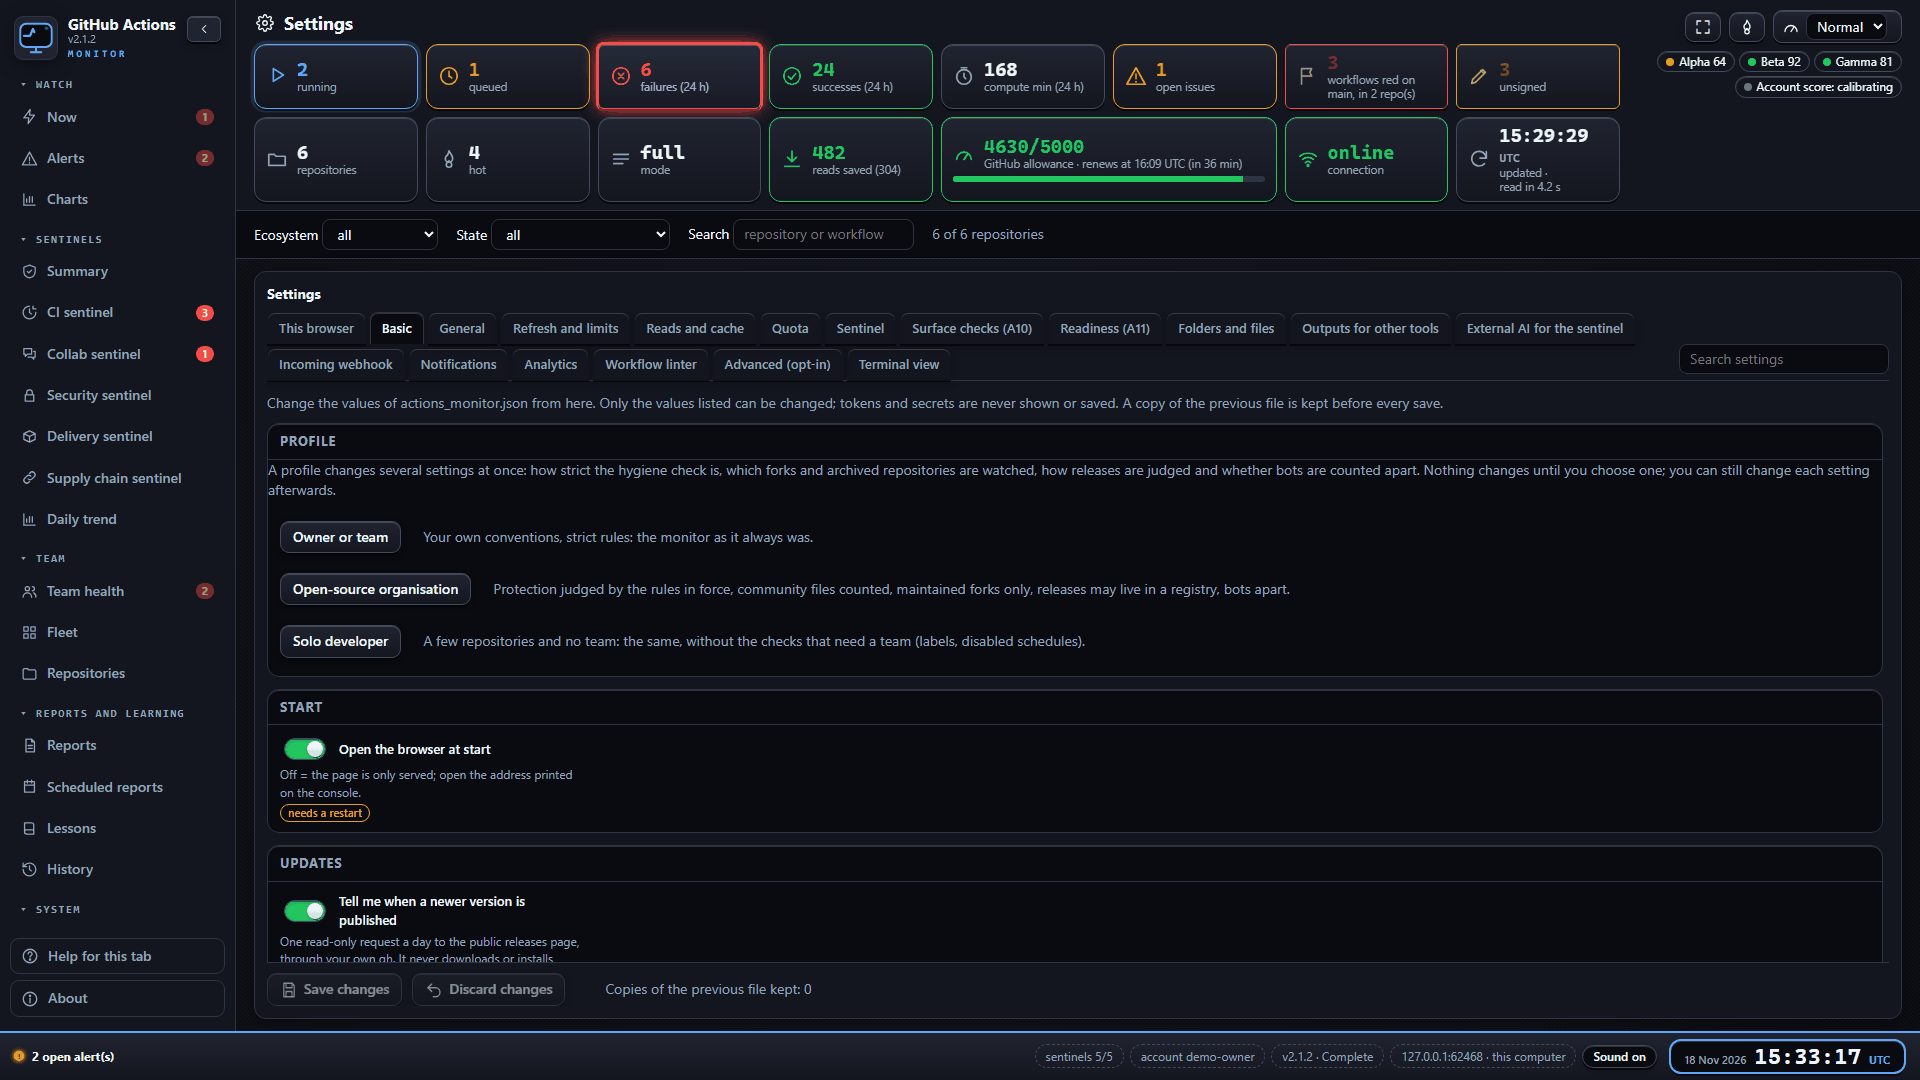 GitHub Actions
v2.1.2
MONITOR
WATCH
Now 1
Alerts 2
Charts
SENTINELS
Summary
CI sentinel 3
Collab sentinel 1
Security sentinel
Delivery sentinel
Supply chain sentinel
Daily trend
TEAM
Team health 2
Fleet
Repositories
REPORTS AND LEARNING
Reports
Scheduled reports
Lessons
History
SYSTEM
Help for this tab
About
Settings
2
running
1
queued
6
failures (24 h)
24
successes (24 h)
168
compute min (24 h)
1
open issues
3
workflows red on
main, in 2 repo(s)
3
unsigned
6
repositories
4
hot
full
mode
482
reads saved (304)
4630/5000
GitHub allowance · renews at 16:09 UTC (in 36 min)
online
connection
15:29:29
UTC
updated ·
read in 4.2 s
Normal
Alpha 64
Beta 92
Gamma 81
Account score: calibrating
Ecosystem all State all Search repository or workflow 6 of 6 repositories
Settings
This browser Basic General Refresh and limits Reads and cache Quota Sentinel Surface checks (A10) Readiness (A11) Folders and files Outputs for other tools External AI for the sentinel
Incoming webhook Notifications Analytics Workflow linter Advanced (opt-in) Terminal view
Search settings
Change the values of actions_monitor.json from here. Only the values listed can be changed; tokens and secrets are never shown or saved. A copy of the previous file is kept before every save.
PROFILE
A profile changes several settings at once: how strict the hygiene check is, which forks and archived repositories are watched, how releases are judged and whether bots are counted apart. Nothing changes until you choose one; you can still change each setting
afterwards.
Owner or team Your own conventions, strict rules: the monitor as it always was.
Open-source organisation Protection judged by the rules in force, community files counted, maintained forks only, releases may live in a registry, bots apart.
Solo developer A few repositories and no team: the same, without the checks that need a team (labels, disabled schedules).
START
Open the browser at start
Off = the page is only served; open the address printed
on the console.
needs a restart
UPDATES
Tell me when a newer version is
published
One read-only request a day to the public releases page,
through your own gh. It never downloads or installs
Save changes Discard changes Copies of the previous file kept: 0
2 open alert(s)
sentinels 5/5 account demo-owner v2.1.2 · Complete 127.0.0.1:62468 · this computer Sound on 18 Nov 2026 15:33:17 UTC